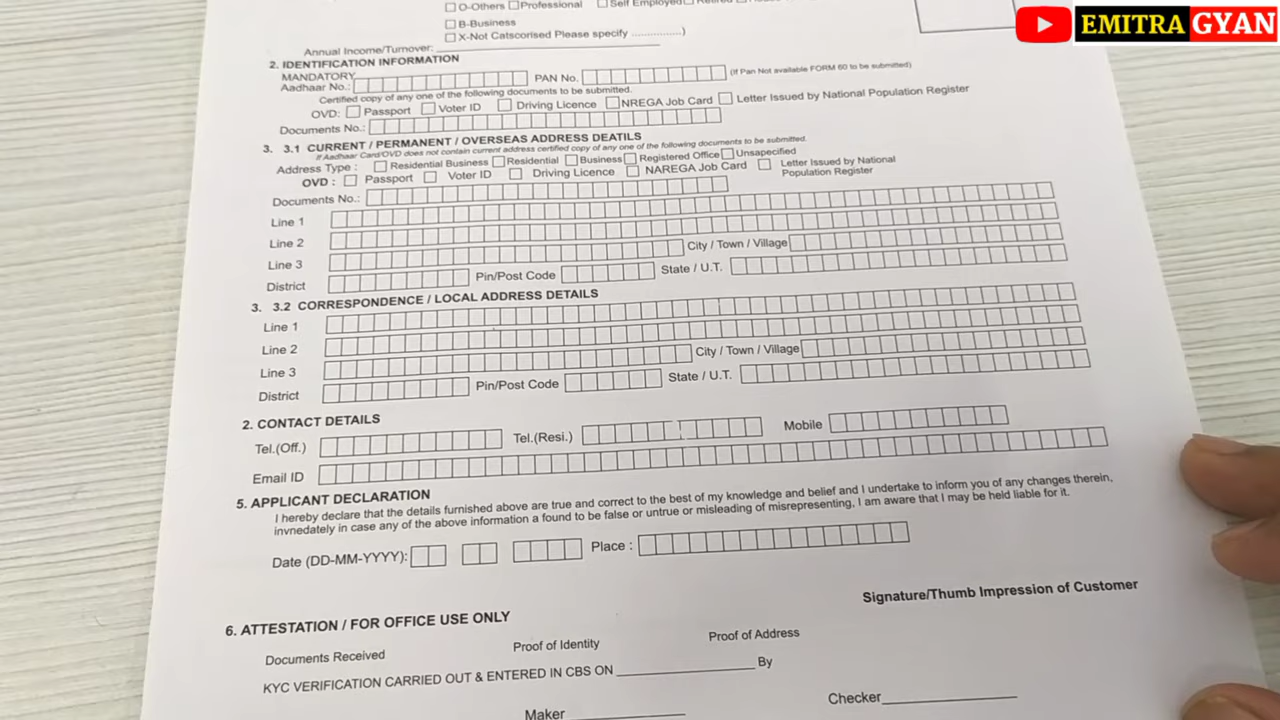 EMITRA GYAN
O-Others Professional Self Employed
B-Business
X-Not Catscorised Please specify ...............)
Annual Income/Turnover:
2. IDENTIFICATION INFORMATION
MANDATORY
Aadhaar No.: PAN No. (If Pan Not available FORM 60 to be submitted)
Certified copy of any one of the following documents to be submitted.
OVD: Passport Voter ID Driving Licence NREGA Job Card Letter Issued by National Population Register
Documents No.:
3. 3.1 CURRENT / PERMANENT / OVERSEAS ADDRESS DEATILS
If Aadhaar Card/OVD does not contain current address certified copy of any one of the following documents to be submitted.
Address Type : Residential Business Residential Business Registered Office Unsapecified
OVD : Passport Voter ID Driving Licence NAREGA Job Card Letter Issued by National
Population Register
Documents No.:
Line 1
Line 2
Line 3 City / Town / Village
District Pin/Post Code State / U.T.
3. 3.2 CORRESPONDENCE / LOCAL ADDRESS DETAILS
Line 1
Line 2
Line 3 City / Town / Village
District Pin/Post Code State / U.T.
2. CONTACT DETAILS
Tel.(Off.) Tel.(Resi.) Mobile
Email ID
5. APPLICANT DECLARATION
I hereby declare that the details furnished above are true and correct to the best of my knowledge and belief and I undertake to inform you of any changes therein,
invnedately in case any of the above information a found to be false or untrue or misleading of misrepresenting, I am aware that I may be held liable for it.
Date (DD-MM-YYYY): Place :
Signature/Thumb Impression of Customer
6. ATTESTATION / FOR OFFICE USE ONLY
Documents Received Proof of Identity Proof of Address
KYC VERIFICATION CARRIED OUT & ENTERED IN CBS ON By
Maker Checker